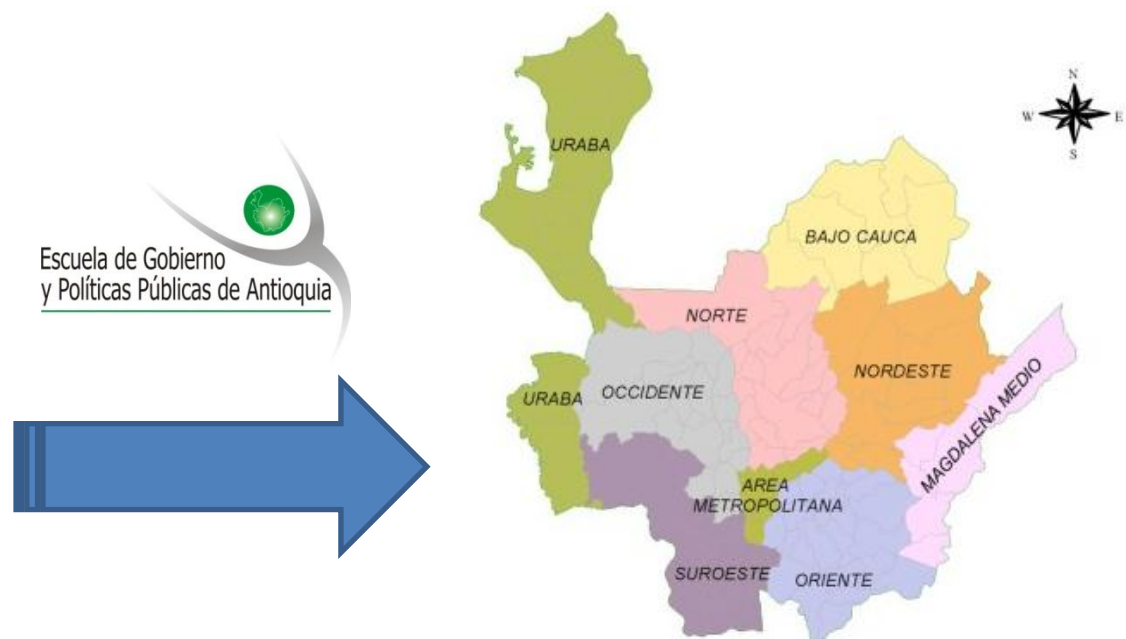 Escuela de Gobierno
y Políticas Públicas de Antioquia
N
W
E
S
URABA
BAJO CAUCA
NORTE
NORDESTE
URABA
OCCIDENTE
MAGDALENA MEDIO
AREA
METROPOLITANA
SUROESTE
ORIENTE